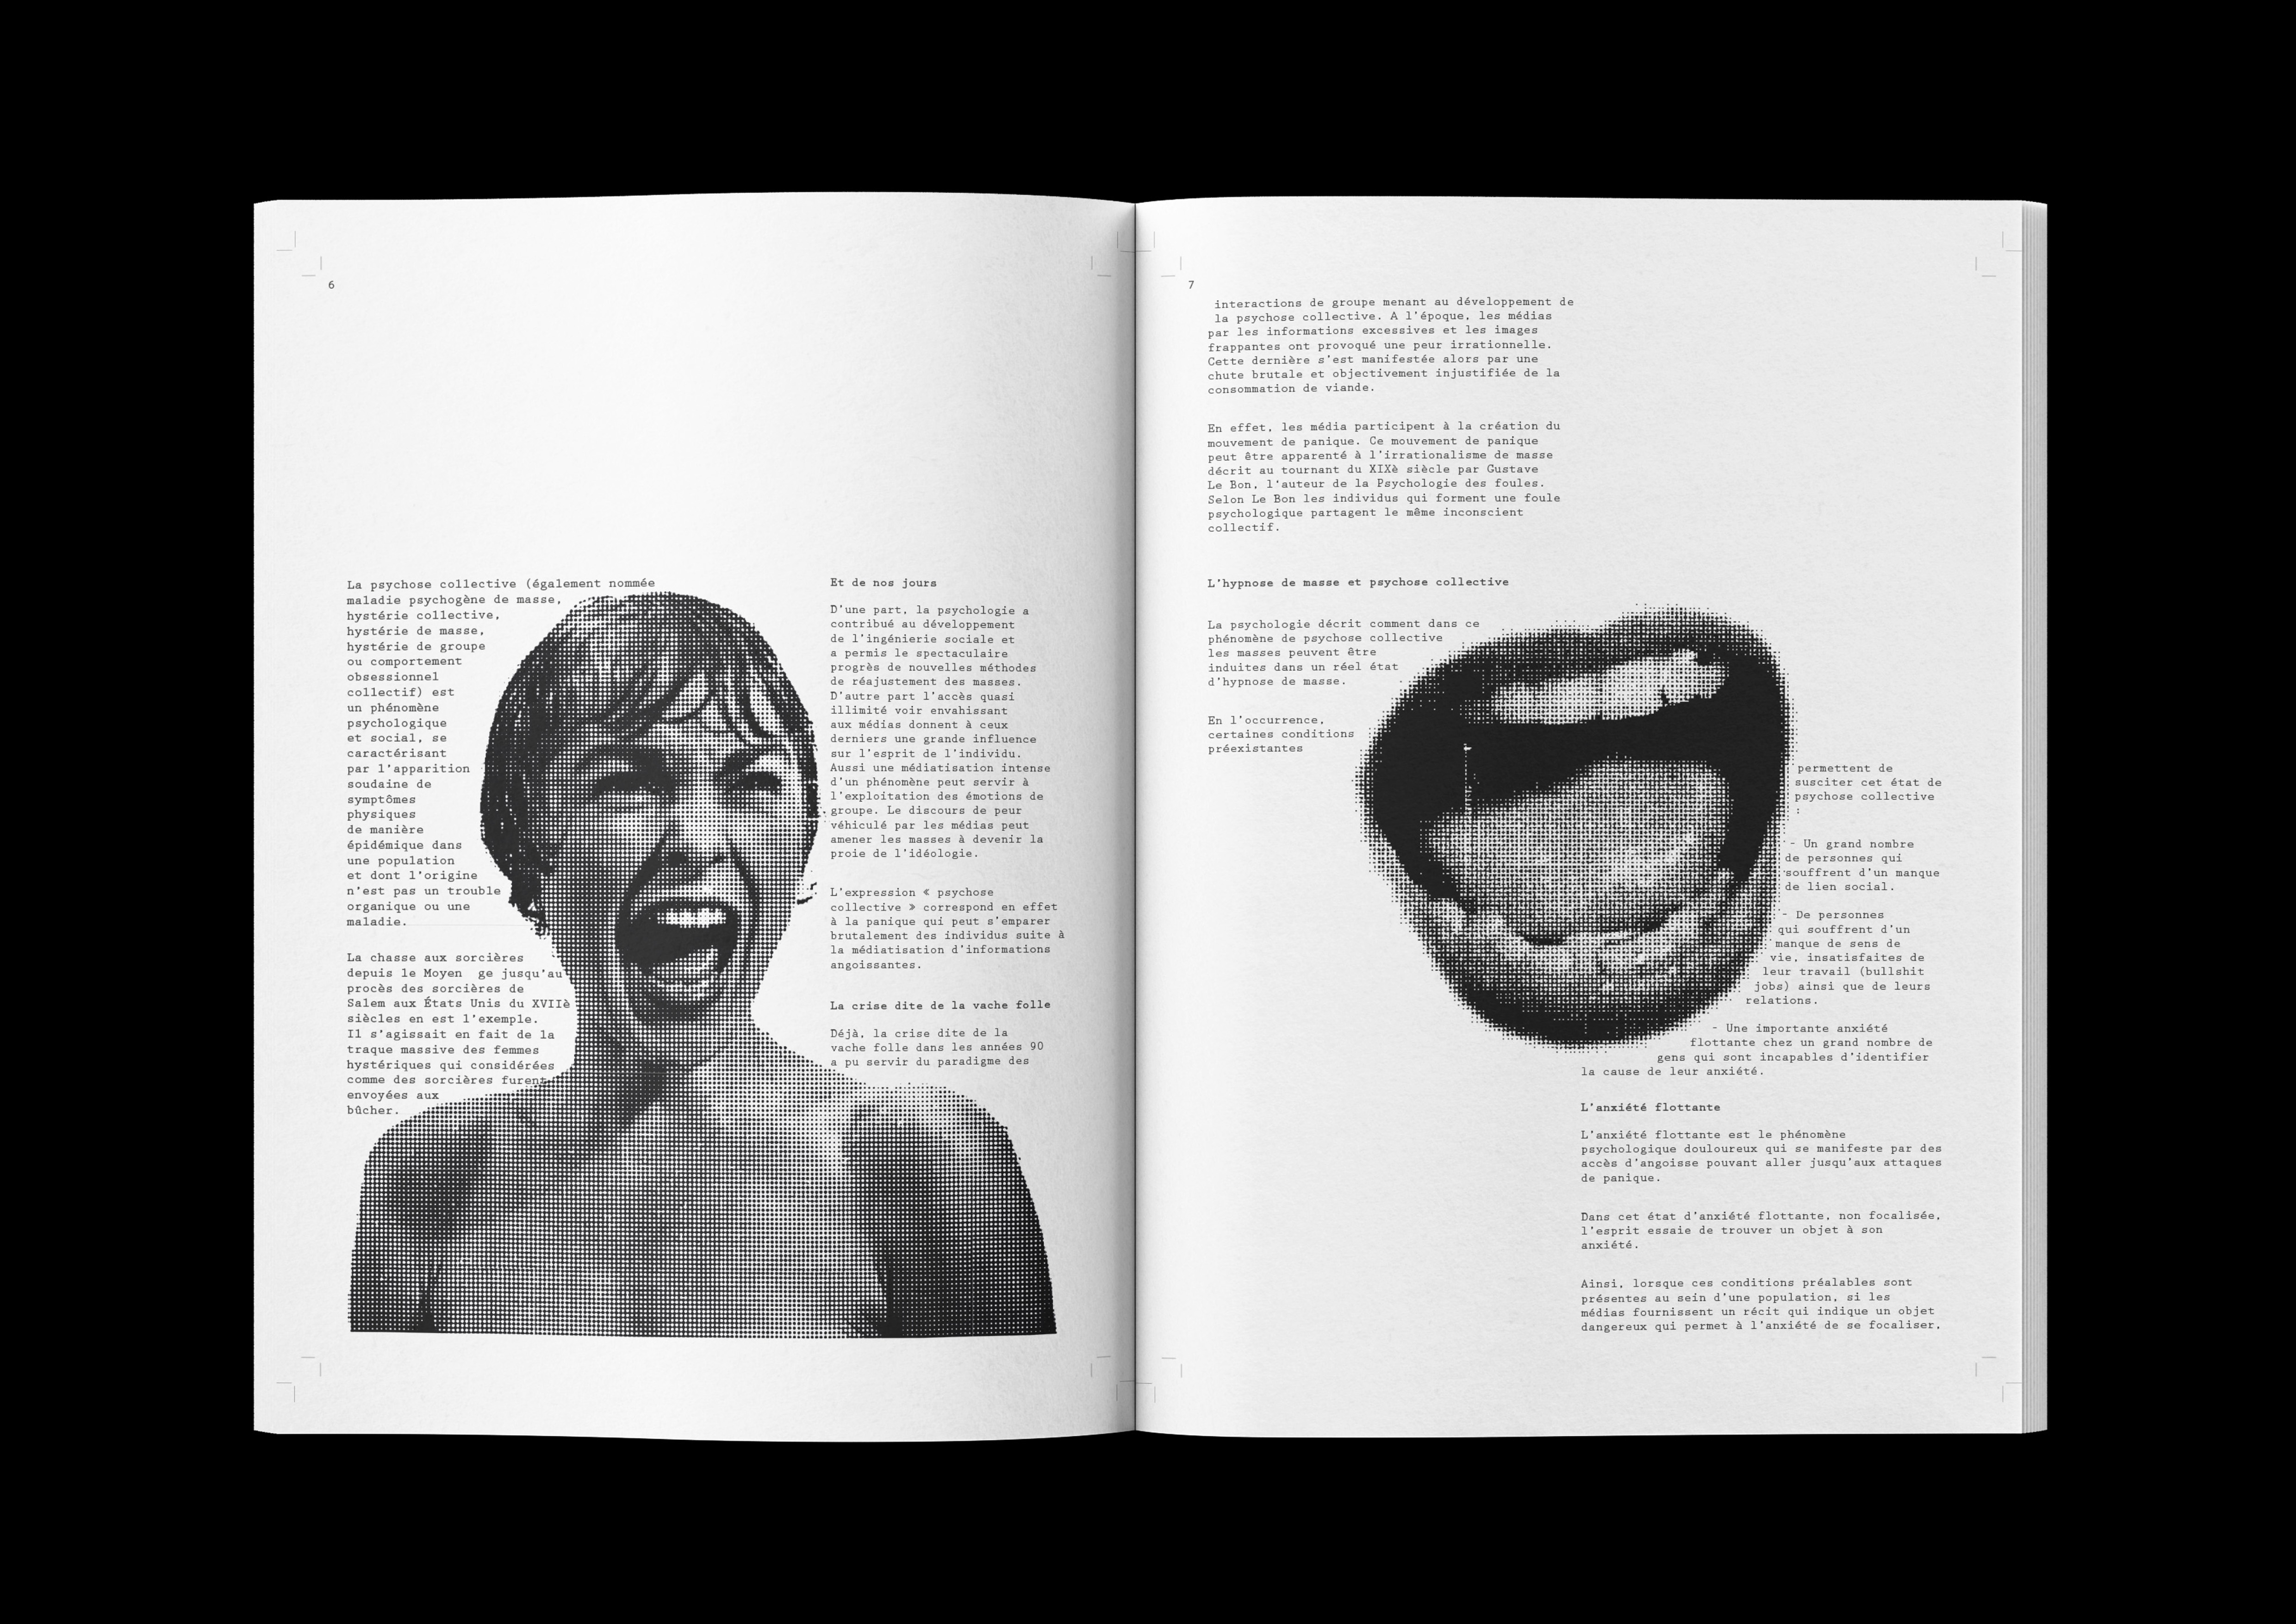 6
La psychose collective (également nommée
maladie psychogène de masse,
hystérie collective,
hystérie de masse,
hystérie de groupe
ou comportement
obsessionnel
collectif) est
un phénomène
psychologique
et social, se
caractérisant
par l'apparition
soudaine de
symptômes
physiques
de manière
épidémique dans
une population
et dont l'origine
n'est pas un trouble
organique ou une
maladie.
La chasse aux sorcières
depuis le Moyen  ge jusqu'au
procès des sorcières de
Salem aux États Unis du XVIIè
siècles en est l'exemple.
Il s'agissait en fait de la
traque massive des femmes
hystériques qui considérées
comme des sorcières furent
envoyées aux
bûcher.
Et de nos jours
D'une part, la psychologie a
contribué au développement
de l'ingénierie sociale et
a permis le spectaculaire
progrès de nouvelles méthodes
de réajustement des masses.
D'autre part l'accès quasi
illimité voir envahissant
aux médias donnent à ceux
derniers une grande influence
sur l'esprit de l'individu.
Aussi une médiatisation intense
d'un phénomène peut servir à
l'exploitation des émotions de
groupe. Le discours de peur
véhiculé par les médias peut
amener les masses à devenir la
proie de l'idéologie.
L'expression « psychose
collective » correspond en effet
à la panique qui peut s'emparer
brutalement des individus suite à
la médiatisation d'informations
angoissantes.
La crise dite de la vache folle
Déjà, la crise dite de la
vache folle dans les années 90
a pu servir du paradigme des
7
interactions de groupe menant au développement de
la psychose collective. A l'époque, les médias
par les informations excessives et les images
frappantes ont provoqué une peur irrationnelle.
Cette dernière s'est manifestée alors par une
chute brutale et objectivement injustifiée de la
consommation de viande.
En effet, les média participent à la création du
mouvement de panique. Ce mouvement de panique
peut être apparenté à l'irrationalisme de masse
décrit au tournant du XIXè siècle par Gustave
Le Bon, l'auteur de la Psychologie des foules.
Selon Le Bon les individus qui forment une foule
psychologique partagent le même inconscient
collectif.
L'hypnose de masse et psychose collective
La psychologie décrit comment dans ce
phénomène de psychose collective
les masses peuvent être
induites dans un réel état
d'hypnose de masse.
En l'occurrence,
certaines conditions
préexistantes
permettent de
susciter cet état de
psychose collective
:
- Un grand nombre
de personnes qui
souffrent d'un manque
de lien social.
- De personnes
qui souffrent d'un
manque de sens de
vie, insatisfaites de
leur travail (bullshit
jobs) ainsi que de leurs
relations.
- Une importante anxiété
flottante chez un grand nombre de
gens qui sont incapables d'identifier
la cause de leur anxiété.
L'anxiété flottante
L'anxiété flottante est le phénomène
psychologique douloureux qui se manifeste par des
accès d'angoisse pouvant aller jusqu'aux attaques
de panique.
Dans cet état d'anxiété flottante, non focalisée,
l'esprit essaie de trouver un objet à son
anxiété.
Ainsi, lorsque ces conditions préalables sont
présentes au sein d'une population, si les
médias fournissent un récit qui indique un objet
dangereux qui permet à l'anxiété de se focaliser,